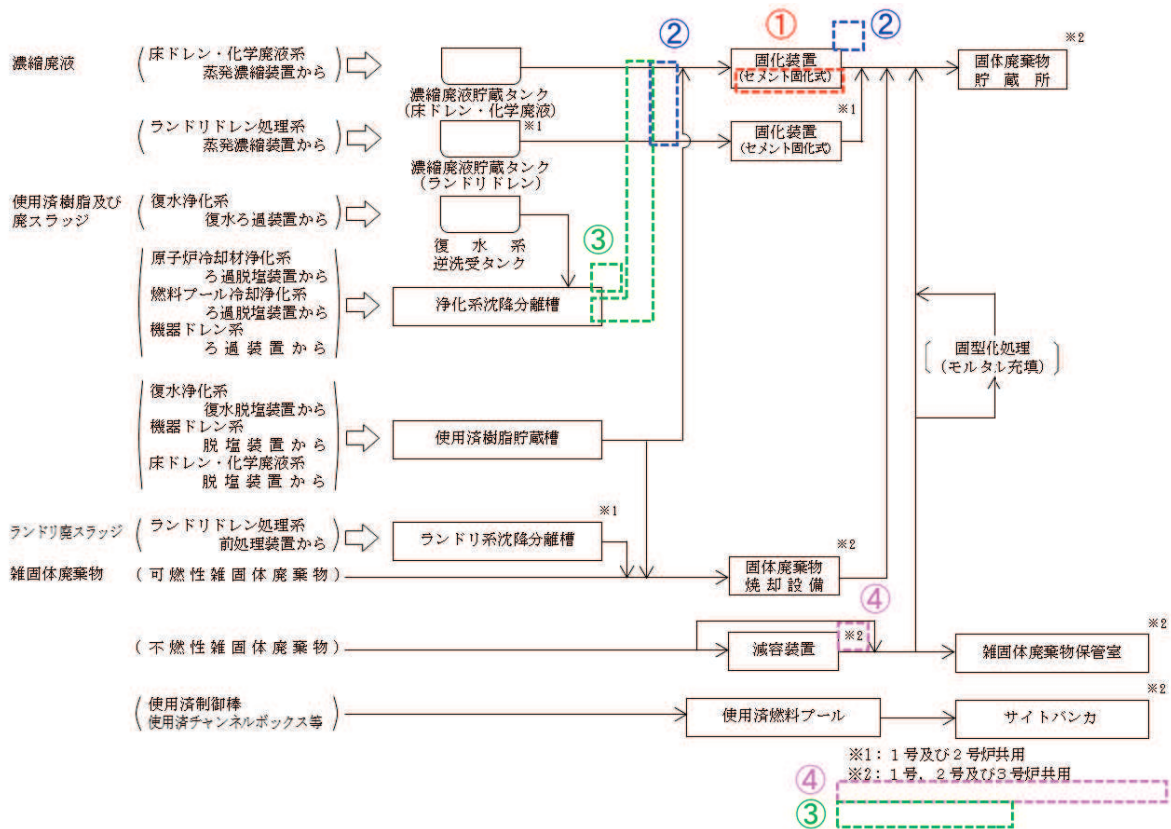 ① ② ② ※2
濃縮廃液
(床ドレン・化学廃液系
蒸発濃縮装置から)
濃縮廃液貯蔵タンク
(床ドレン・化学廃液)
固化装置
(セメント固化式)
固体廃棄物
貯蔵所
(ランドリドレン処理系
蒸発濃縮装置から)
※1
濃縮廃液貯蔵タンク
(ランドリドレン)
※1
固化装置
(セメント固化式)
使用済樹脂及び
廃スラッジ
(復水浄化系
復水ろ過装置から)
復水系
逆洗受タンク
③
(原子炉冷却材浄化系
ろ過脱塩装置から
燃料プール冷却浄化系
ろ過脱塩装置から
機器ドレン系
ろ過装置から)
浄化系沈降分離槽
〔固型化処理
(モルタル充填)〕
(復水浄化系
復水脱塩装置から
機器ドレン系
脱塩装置から
床ドレン・化学廃液系
脱塩装置から)
使用済樹脂貯蔵槽
ランドリ廃スラッジ
(ランドリドレン処理系
前処理装置から)
※1
ランドリ系沈降分離槽
雑固体廃棄物
(可燃性雑固体廃棄物)
※2
固体廃棄物
焼却設備
④
(不燃性雑固体廃棄物)
減容装置
※2
※2
雑固体廃棄物保管室
(使用済制御棒
使用済チャンネルボックス等)
使用済燃料プール
※2
サイトバンカ
※1：1号及び2号炉共用
※2：1号、2号及び3号炉共用
④
③